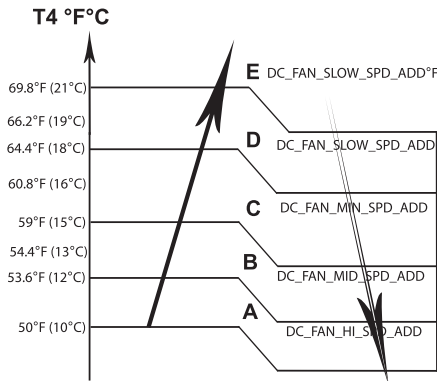 T4 °F°C
E DC_FAN_SLOW_SPD_ADD°F
69.8°F (21°C)
66.2°F (19°C)
D DC_FAN_SLOW_SPD_ADD
64.4°F (18°C)
60.8°F (16°C)
C DC_FAN_MIN_SPD_ADD
59°F (15°C)
54.4°F (13°C)
B DC_FAN_MID_SPD_ADD
53.6°F (12°C)
A DC_FAN_HI_SPD_ADD
50°F (10°C)